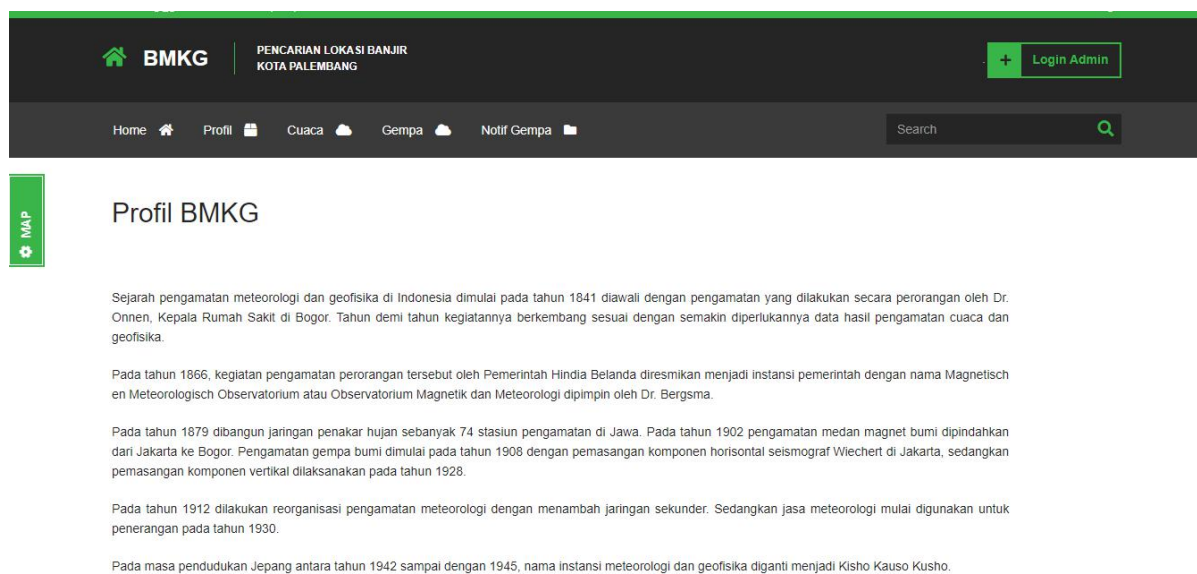 BMKG
PENCARIAN LOKASI BANJIR
KOTA PALEMBANG
+ Login Admin
Home
Profil
Cuaca
Gempa
Notif Gempa
Search
MAP
Profil BMKG
Sejarah pengamatan meteorologi dan geofisika di Indonesia dimulai pada tahun 1841 diawali dengan pengamatan yang dilakukan secara perorangan oleh Dr.
Onnen, Kepala Rumah Sakit di Bogor. Tahun demi tahun kegiatannya berkembang sesuai dengan semakin diperlukannya data hasil pengamatan cuaca dan
geofisika.
Pada tahun 1866, kegiatan pengamatan perorangan tersebut oleh Pemerintah Hindia Belanda diresmikan menjadi instansi pemerintah dengan nama Magnetisch
en Meteorologisch Observatorium atau Observatorium Magnetik dan Meteorologi dipimpin oleh Dr. Bergsma.
Pada tahun 1879 dibangun jaringan penakar hujan sebanyak 74 stasiun pengamatan di Jawa. Pada tahun 1902 pengamatan medan magnet bumi dipindahkan
dari Jakarta ke Bogor. Pengamatan gempa bumi dimulai pada tahun 1908 dengan pemasangan komponen horisontal seismograf Wiechert di Jakarta, sedangkan
pemasangan komponen vertikal dilaksanakan pada tahun 1928.
Pada tahun 1912 dilakukan reorganisasi pengamatan meteorologi dengan menambah jaringan sekunder. Sedangkan jasa meteorologi mulai digunakan untuk
penerangan pada tahun 1930.
Pada masa pendudukan Jepang antara tahun 1942 sampai dengan 1945, nama instansi meteorologi dan geofisika diganti menjadi Kisho Kauso Kusho.